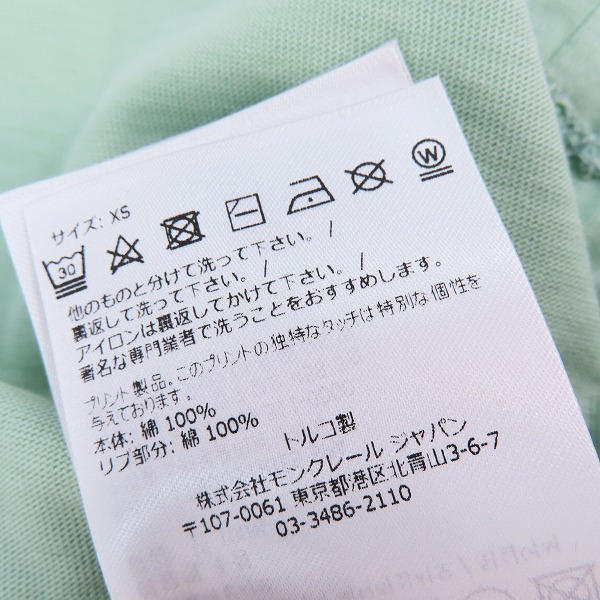 サイズ: XS
30
W
他のものと分けて洗って下さい。/
裏返して洗って下さい。/
アイロンは裏返してかけて下さい。/
著名な専門業者で洗うことをおすすめします。
プリント製品。このプリントの独特なタッチは特別な個性を
与えております。
本体: 綿 100%
リブ部分: 綿 100%
トルコ製
株式会社モンクレール ジャパン
〒107-0061 東京都港区北青山3-6-7
03-3486-2110